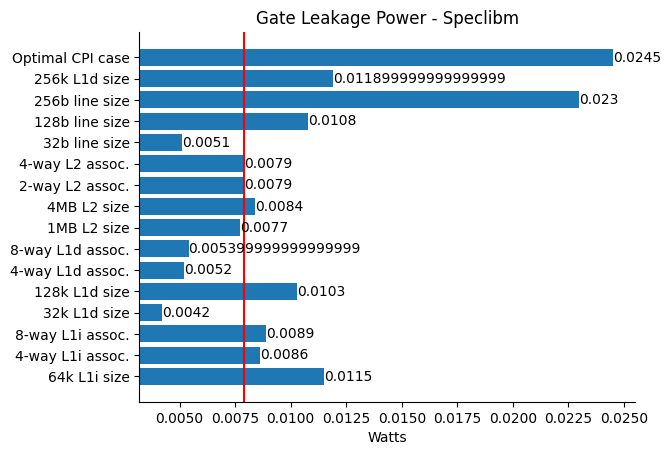 Gate Leakage Power - Speclibm
Optimal CPI case 0.0245
256k L1d size 0.011899999999999999
256b line size 0.023
128b line size 0.0108
32b line size 0.0051
4-way L2 assoc. 0.0079
2-way L2 assoc. 0.0079
4MB L2 size 0.0084
1MB L2 size 0.0077
8-way L1d assoc. 0.005399999999999999
4-way L1d assoc. 0.0052
128k L1d size 0.0103
32k L1d size 0.0042
8-way L1i assoc. 0.0089
4-way L1i assoc. 0.0086
64k L1i size 0.0115
0.0050 0.0075 0.0100 0.0125 0.0150 0.0175 0.0200 0.0225 0.0250
Watts